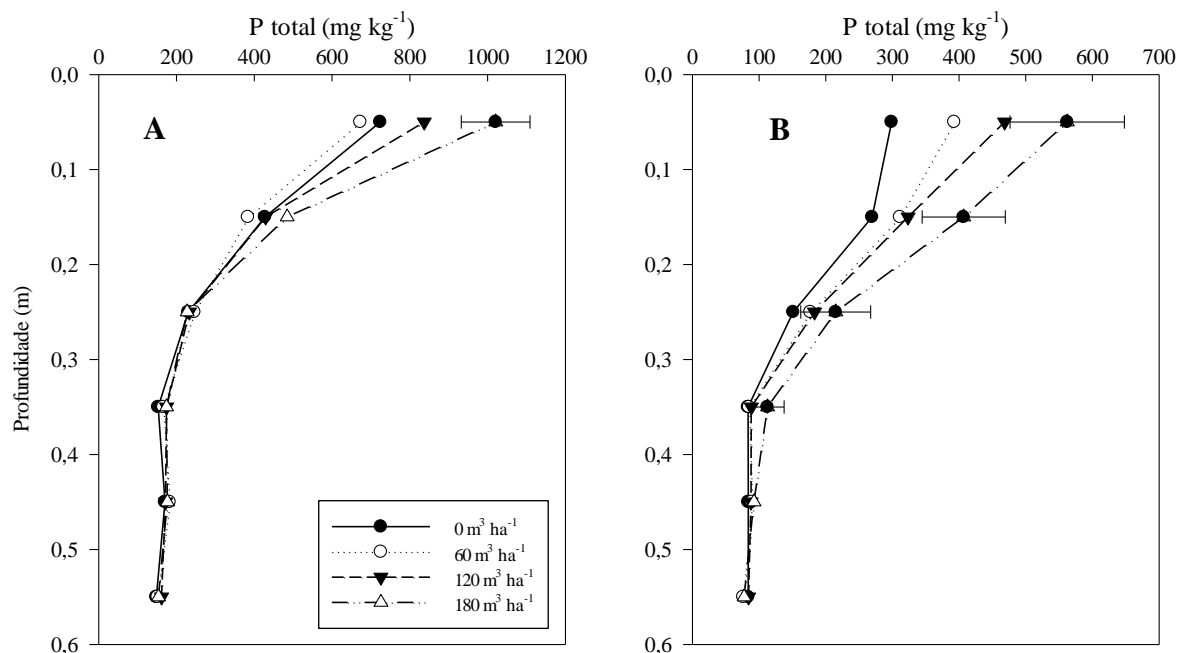 P total (mg kg⁻¹)
0 200 400 600 800 1000 1200
0,0
0,1
0,2
0,3
0,4
0,5
0,6
Profundidade (m)
A
0 m³ ha⁻¹
60 m³ ha⁻¹
120 m³ ha⁻¹
180 m³ ha⁻¹
P total (mg kg⁻¹)
0 100 200 300 400 500 600 700
0,0
0,1
0,2
0,3
0,4
0,5
0,6
B